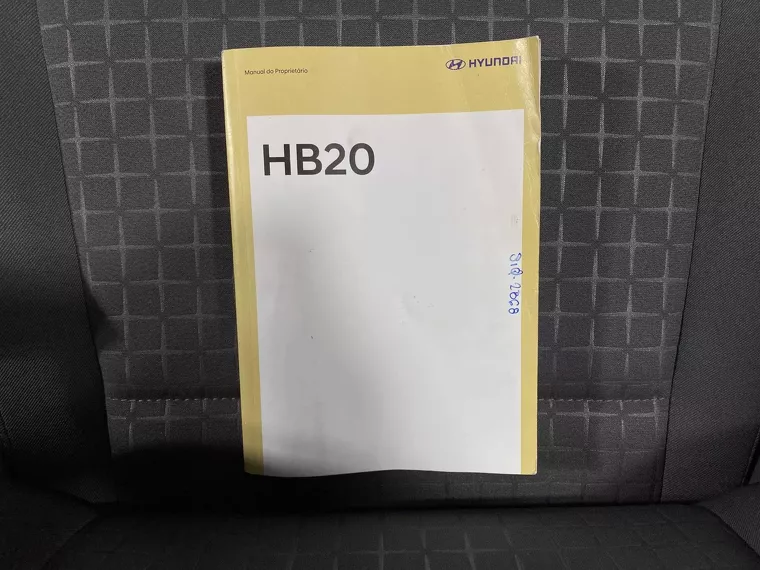 Manual do Proprietário
HYUNDAI
HB20